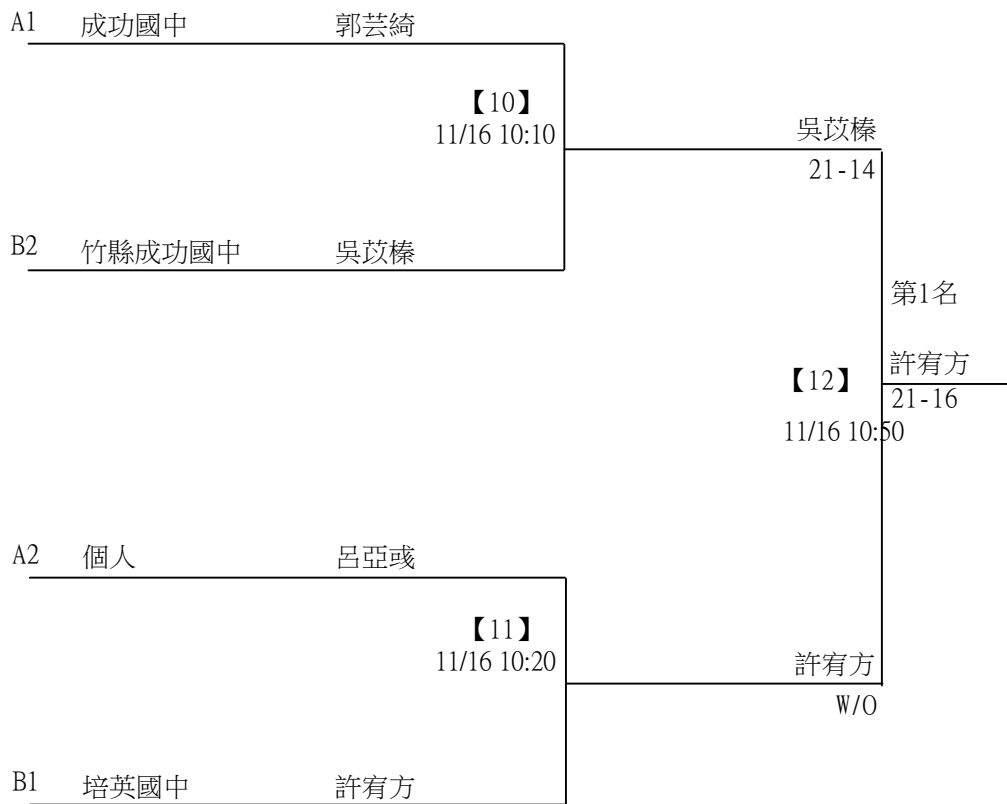 A1 成功國中 郭芸綺
【10】
11/16 10:10
吳苡榛
21-14
B2 竹縣成功國中 吳苡榛
第1名
【12】
許宥方
21-16
11/16 10:50
A2 個人 呂亞彧
【11】
11/16 10:20
許宥方
W/O
B1 培英國中 許宥方